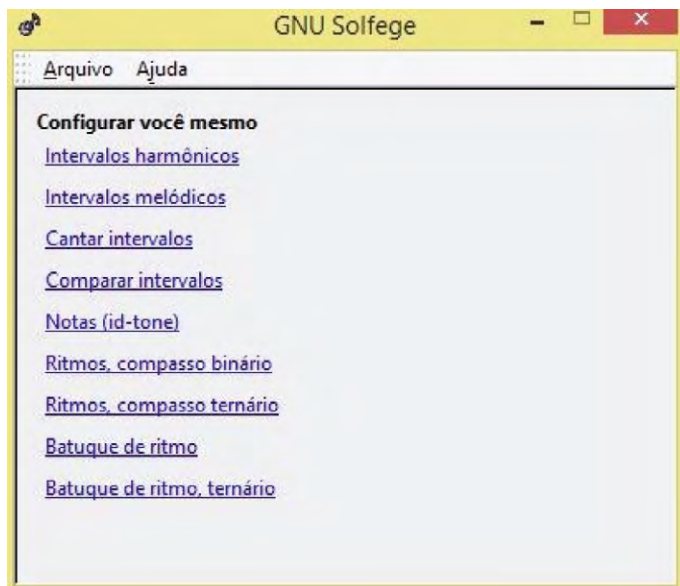 GNU Solfege
Arquivo Ajuda
Configurar você mesmo
Intervalos harmônicos
Intervalos melódicos
Cantar intervalos
Comparar intervalos
Notas (id-tone)
Ritmos, compasso binário
Ritmos, compasso ternário
Batuque de ritmo
Batuque de ritmo, ternário